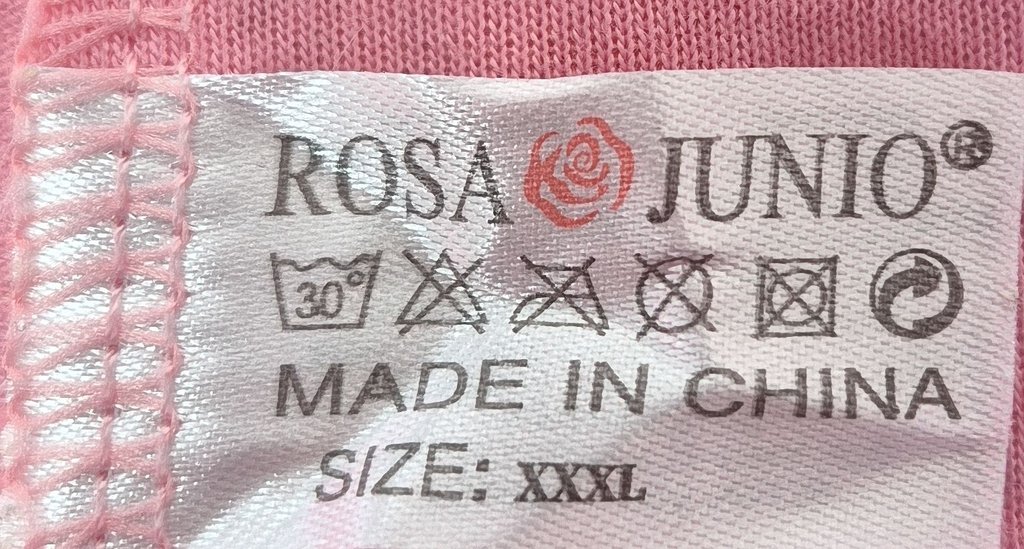 ROSA JUNIO®
30°
MADE IN CHINA
SIZE: XXXL